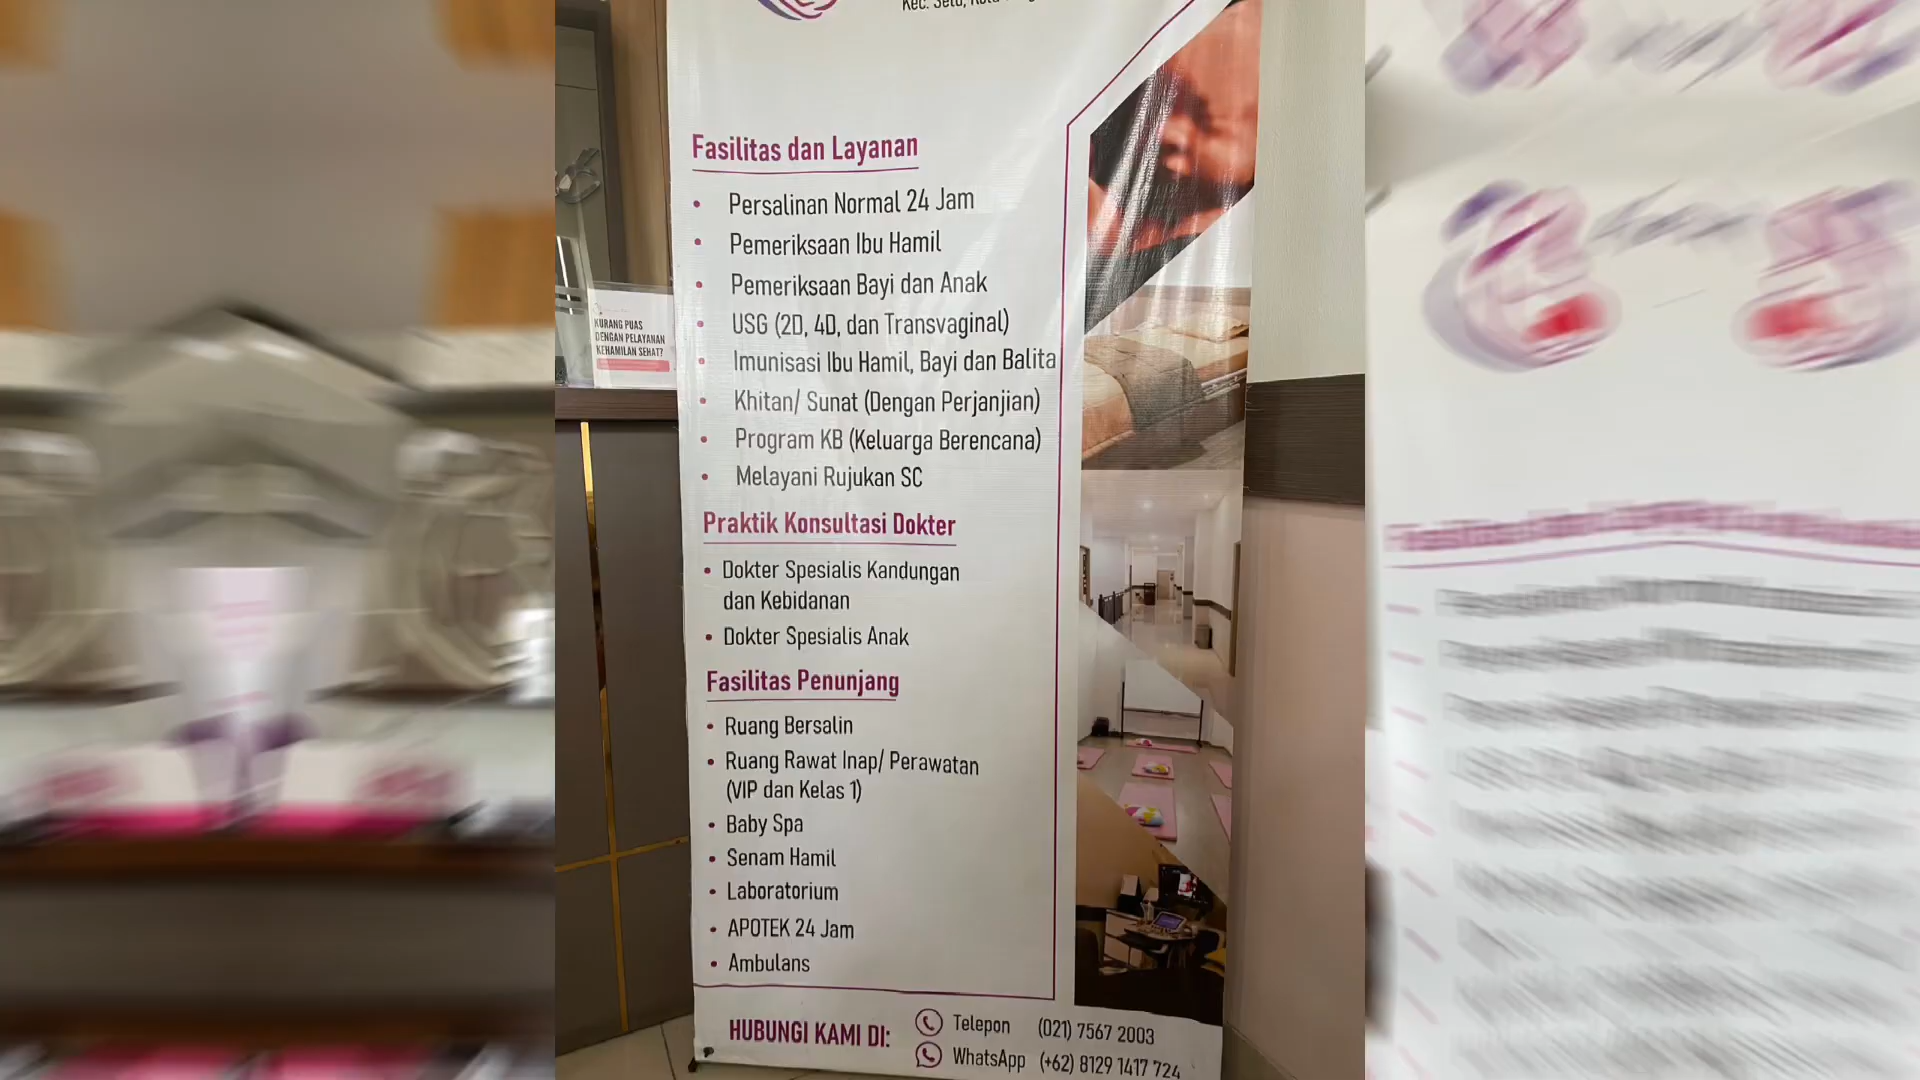 Kec. Setu, Kota
Fasilitas dan Layanan
• Persalinan Normal 24 Jam
• Pemeriksaan Ibu Hamil
• Pemeriksaan Bayi dan Anak
• USG (2D, 4D, dan Transvaginal)
• Imunisasi Ibu Hamil, Bayi dan Balita
• Khitan/ Sunat (Dengan Perjanjian)
• Program KB (Keluarga Berencana)
• Melayani Rujukan SC
Praktik Konsultasi Dokter
• Dokter Spesialis Kandungan
dan Kebidanan
• Dokter Spesialis Anak
Fasilitas Penunjang
• Ruang Bersalin
• Ruang Rawat Inap/ Perawatan
(VIP dan Kelas 1)
• Baby Spa
• Senam Hamil
• Laboratorium
• APOTEK 24 Jam
• Ambulans
HUBUNGI KAMI DI:
Telepon (021) 7567 2003
WhatsApp (+62) 8129 1417 724
KURANG PUAS
DENGAN PELAYANAN
KEHAMILAN SEHAT?